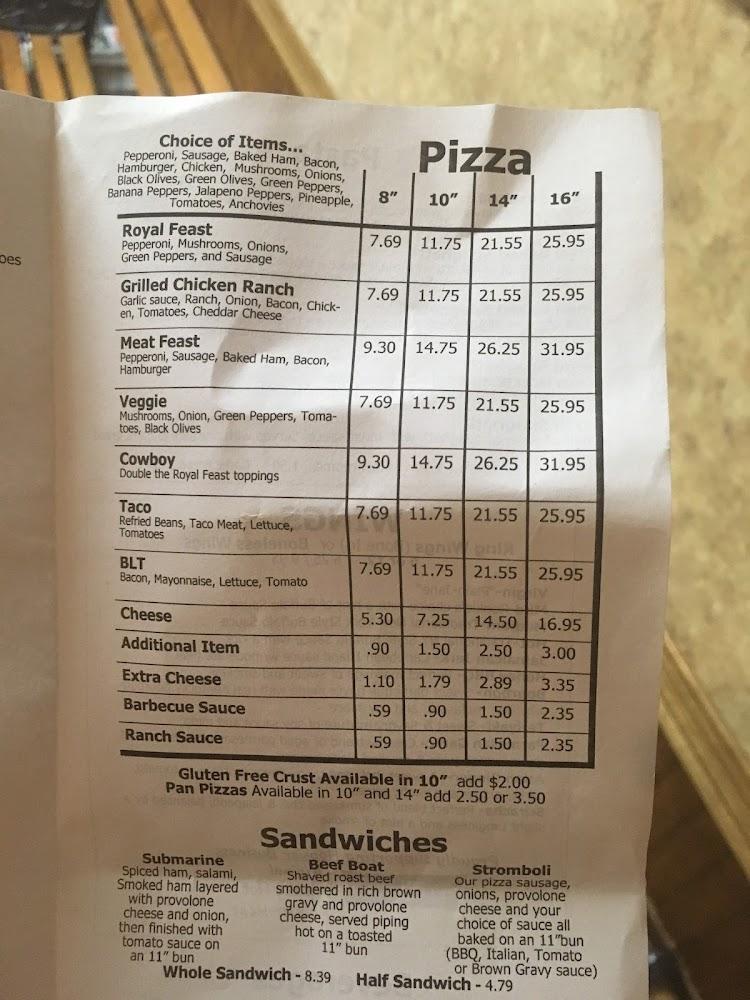 oes
Choice of Items...
Pepperoni, Sausage, Baked Ham, Bacon,
Hamburger, Chicken, Mushrooms, Onions,
Black Olives, Green Olives, Green Peppers,
Banana Peppers, Jalapeno Peppers, Pineapple,
Tomatoes, Anchovies
Pizza
8” 10” 14” 16”
Royal Feast 7.69 11.75 21.55 25.95
Pepperoni, Mushrooms, Onions,
Green Peppers, and Sausage
Grilled Chicken Ranch 7.69 11.75 21.55 25.95
Garlic sauce, Ranch, Onion, Bacon, Chick-
en, Tomatoes, Cheddar Cheese
Meat Feast 9.30 14.75 26.25 31.95
Pepperoni, Sausage, Baked Ham, Bacon,
Hamburger
Veggie 7.69 11.75 21.55 25.95
Mushrooms, Onion, Green Peppers, Toma-
toes, Black Olives
Cowboy 9.30 14.75 26.25 31.95
Double the Royal Feast toppings
Taco 7.69 11.75 21.55 25.95
Refried Beans, Taco Meat, Lettuce,
Tomatoes
BLT 7.69 11.75 21.55 25.95
Bacon, Mayonnaise, Lettuce, Tomato
Cheese 5.30 7.25 14.50 16.95
Additional Item .90 1.50 2.50 3.00
Extra Cheese 1.10 1.79 2.89 3.35
Barbecue Sauce .59 .90 1.50 2.35
Ranch Sauce .59 .90 1.50 2.35
Gluten Free Crust Available in 10” add $2.00
Pan Pizzas Available in 10” and 14” add 2.50 or 3.50
Sandwiches
Submarine
Spiced ham, salami,
Smoked ham layered
with provolone
cheese and onion,
then finished with
tomato sauce on
an 11” bun
Beef Boat
Shaved roast beef
smothered in rich brown
gravy and provolone
cheese, served piping
hot on a toasted
11” bun
Stromboli
Our pizza sausage,
onions, provolone
cheese and your
choice of sauce all
baked on an 11”bun
(BBQ, Italian, Tomato
or Brown Gravy sauce)
Whole Sandwich - 8.39 Half Sandwich - 4.79